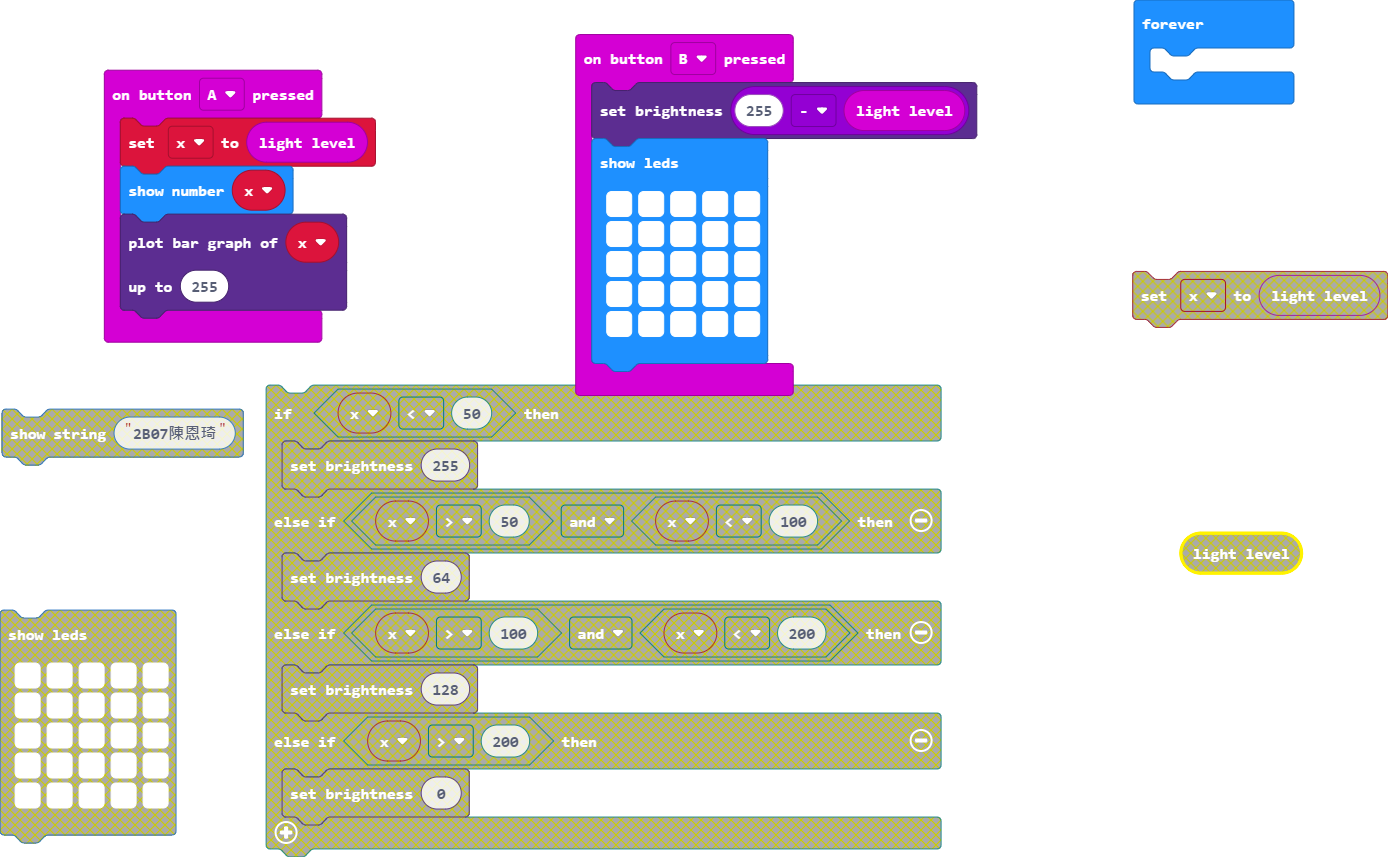 on button A pressed
set x to light level
show number x
plot bar graph of x
up to 255
on button B pressed
set brightness 255 - light level
show leds
forever
set x to light level
show string "2B07陳恩琦"
if x < 50 then
set brightness 255
else if x > 50 and x < 100 then
set brightness 64
else if x > 100 and x < 200 then
set brightness 128
else if x > 200 then
set brightness 0
light level
show leds